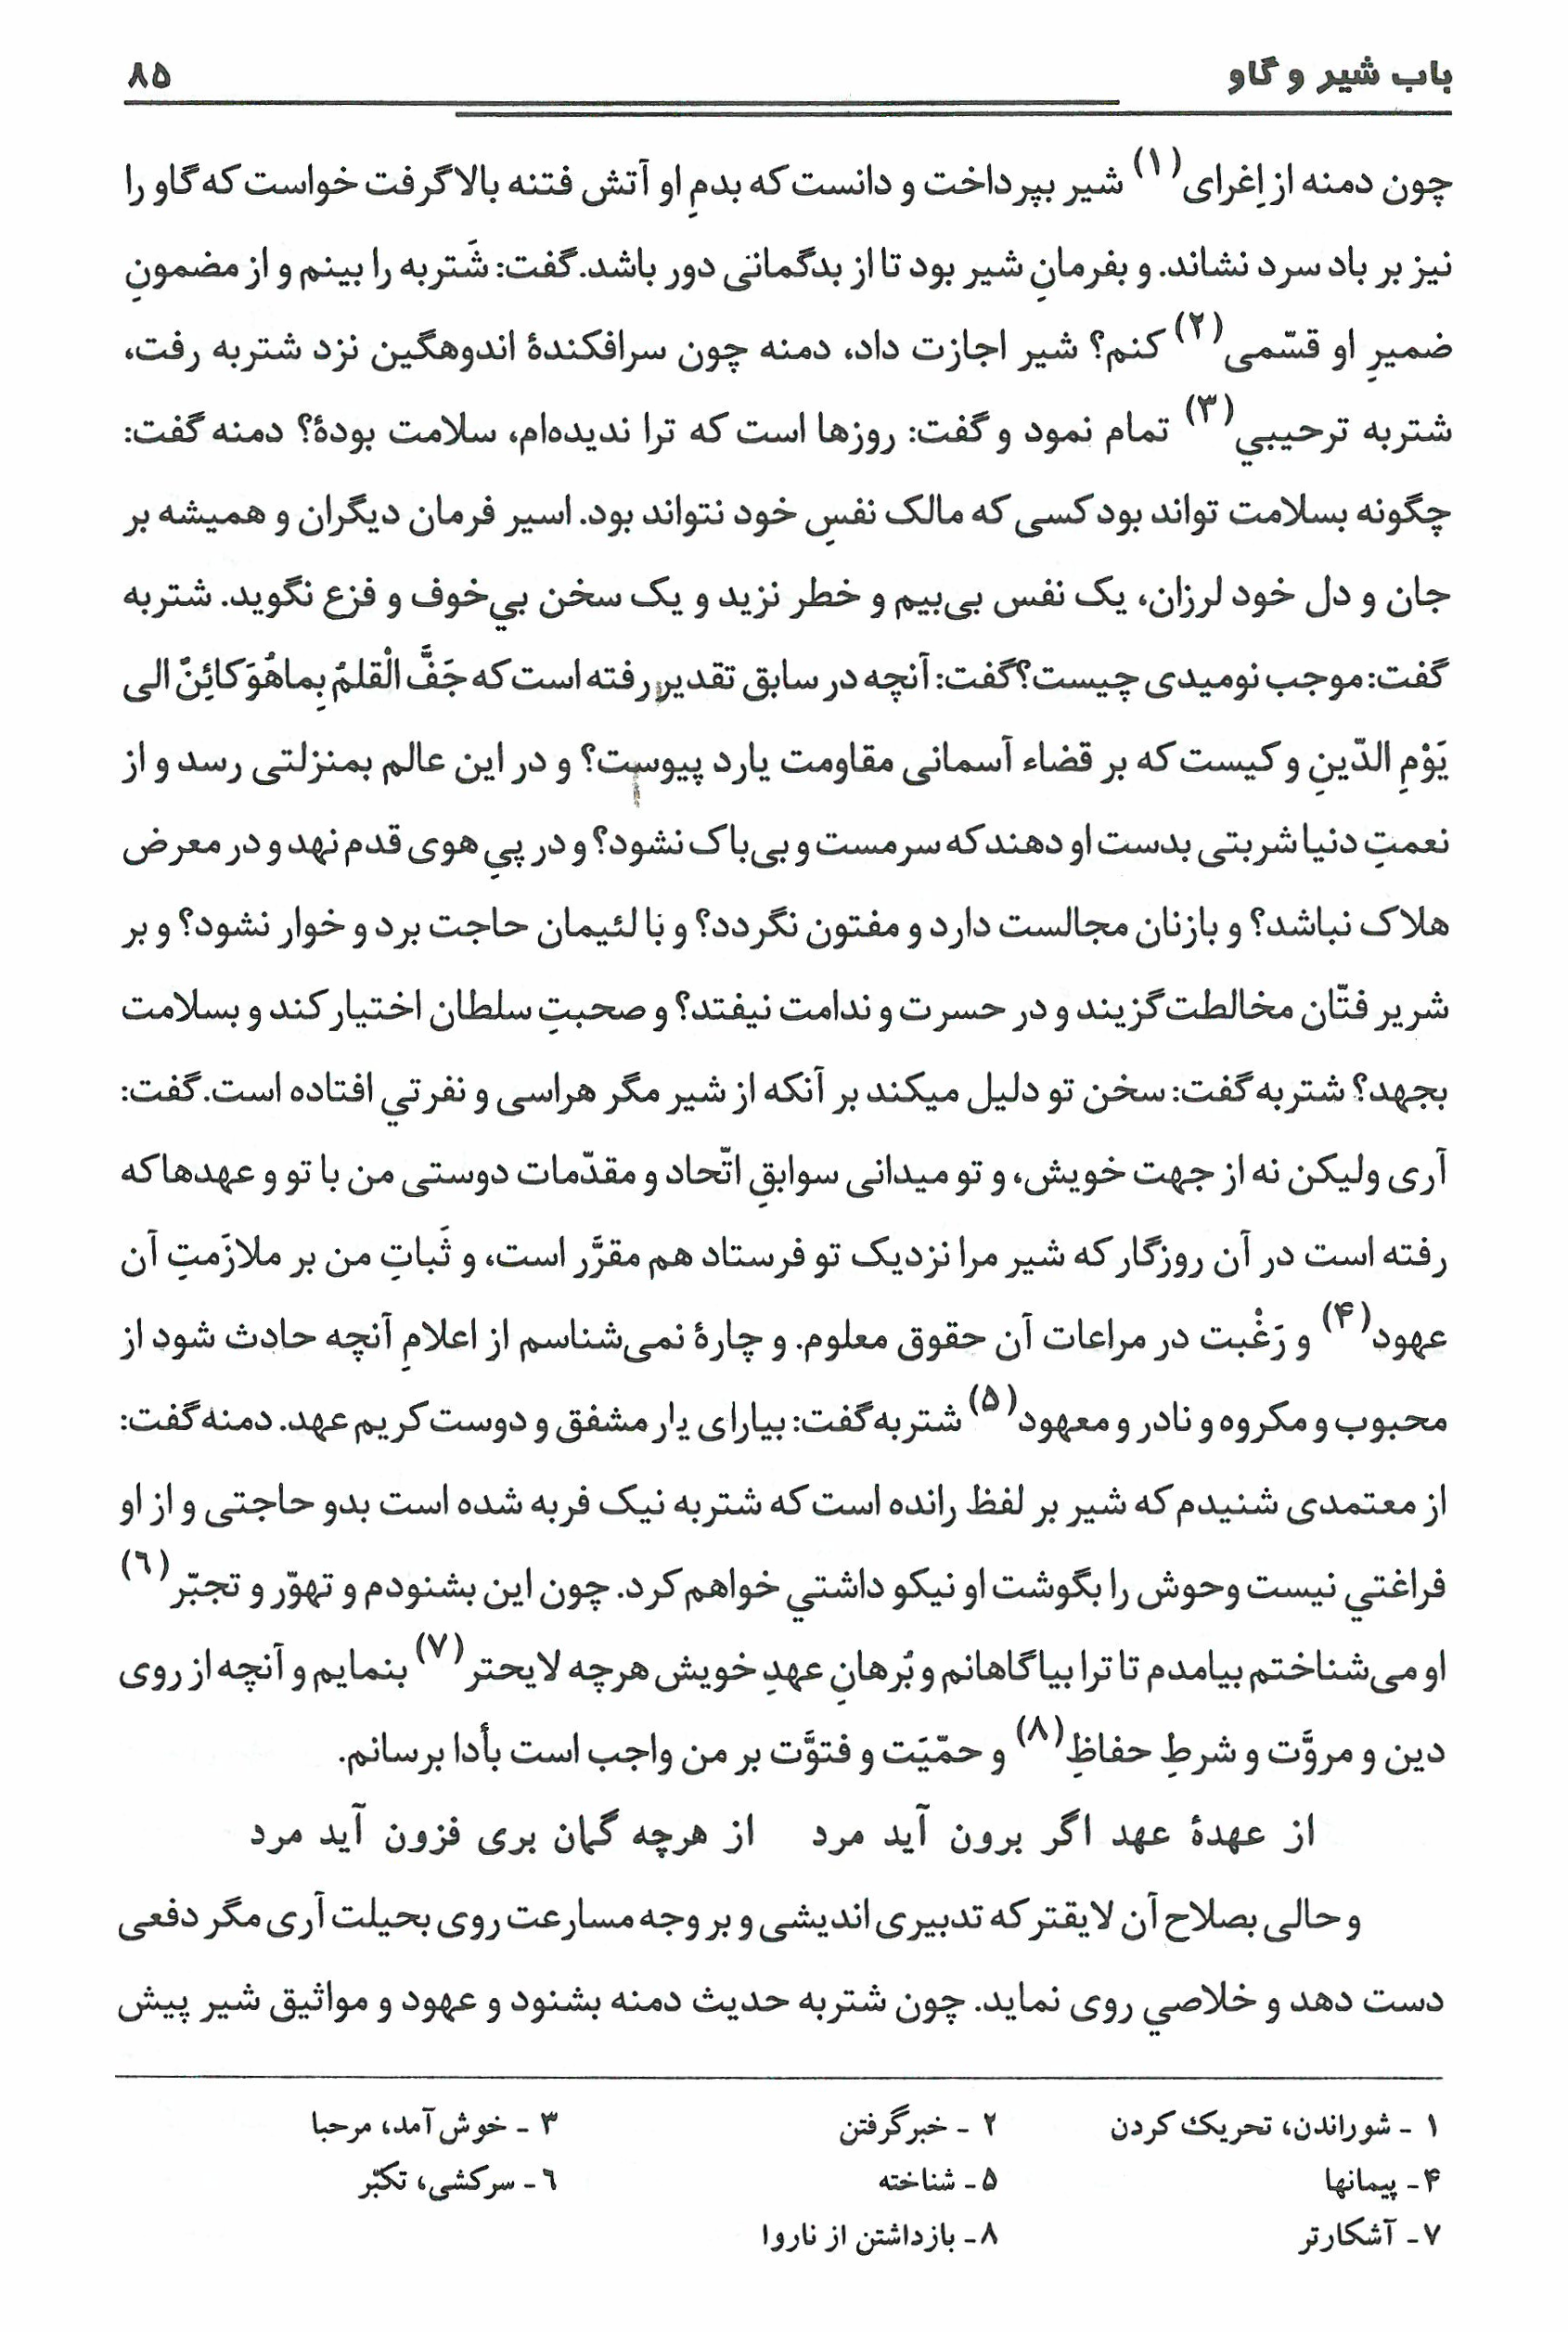 باب شیر و گاو ۸۵
چون دمنه از اِغرای(۱) شیر بپرداخت و دانست که بدمِ او آتش فتنه بالا گرفت خواست که گاو را
نیز بر باد سرد نشاند. و بفرمانِ شیر بود تا از بدگمانی دور باشد. گفت: شَتربه را بینم و از مضمونِ
ضمیرِ او قسّمی(۲) کنم؟ شیر اجازت داد، دمنه چون سرافکندهٔ اندوهگین نزد شتربه رفت،
شتربه ترحیبي(۳) تمام نمود و گفت: روزها است که ترا ندیده‌ام، سلامت بودهٔ؟ دمنه گفت:
چگونه بسلامت تواند بود کسی که مالک نفسِ خود نتواند بود. اسیر فرمان دیگران و همیشه بر
جان و دل خود لرزان، یک نفس بی‌بیم و خطر نزید و یک سخن بي‌خوف و فزع نگوید. شتربه
گفت: موجب نومیدی چیست؟ گفت: آنچه در سابق تقدیر رفته است که جَفَّ الْقلمُ بِماهُوَ کائِنٌ الی
یَوْمِ الدّینِ و کیست که بر قضاء آسمانی مقاومت یارد پیوست؟ و در این عالم بمنزلتی رسد و از
نعمتِ دنیا شربتی بدست او دهند که سرمست و بی‌باک نشود؟ و در پیِ هوی قدم نهد و در معرض
هلاک نباشد؟ و بازنان مجالست دارد و مفتون نگردد؟ و با لئیمان حاجت برد و خوار نشود؟ و بر
شریر فتّان مخالطت گزیند و در حسرت و ندامت نیفتد؟ و صحبتِ سلطان اختیار کند و بسلامت
بجهد؟ شتربه گفت: سخن تو دلیل میکند بر آنکه از شیر مگر هراسی و نفرتي افتاده است. گفت:
آری ولیکن نه از جهت خویش، و تو میدانی سوابقِ اتّحاد و مقدّمات دوستی من با تو و عهدها که
رفته است در آن روزگار که شیر مرا نزدیک تو فرستاد هم مقرَّر است، و ثَباتِ من بر ملازَمتِ آن
عهود(۴) و رَغْبت در مراعات آن حقوق معلوم. و چارهٔ نمی‌شناسم از اعلامِ آنچه حادث شود از
محبوب و مکروه و نادر و معهود(۵) شتربه گفت: بیارای یار مشفق و دوست کریم عهد. دمنه گفت:
از معتمدی شنیدم که شیر بر لفظ رانده است که شتربه نیک فربه شده است بدو حاجتی و از او
فراغتي نیست وحوش را بگوشت او نیکو داشتي خواهم کرد. چون این بشنودم و تهوّر و تجبّر(٦)
او می‌شناختم بیامدم تا ترا بیاگاهانم و بُرهانِ عهدِ خویش هرچه لایحتر(۷) بنمایم و آنچه از روی
دین و مروَّت و شرطِ حفاظِ(۸) و حمّیَت و فتوَّت بر من واجب است بأدا برسانم.
از عهدهٔ عهد اگر برون آید مرد از هرچه گمان بری فزون آید مرد
و حالی بصلاح آن لایقتر که تدبیری اندیشی و بر وجه مسارعت روی بحیلت آری مگر دفعی
دست دهد و خلاصي روی نماید. چون شتربه حدیث دمنه بشنود و عهود و مواثیق شیر پیش
۱ - شوراندن، تحریک کردن ۲ - خبرگرفتن ۳ - خوش آمد، مرحبا
۴ - پیمانها ۵ - شناخته ٦ - سرکشی، تکبّر
۷ - آشکارتر ۸ - بازداشتن از ناروا